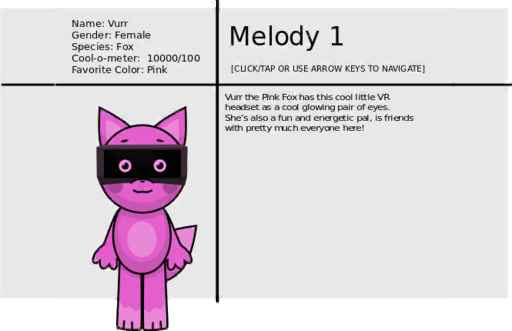 Name: Vurr
Gender: Female
Species: Fox
Cool-o-meter: 10000/100
Favorite Color: Pink
Melody 1
[CLICK/TAP OR USE ARROW KEYS TO NAVIGATE]
Vurr the Pink Fox has this cool little VR
headset as a cool glowing pair of eyes.
She's also a fun and energetic pal, is friends
with pretty much everyone here!